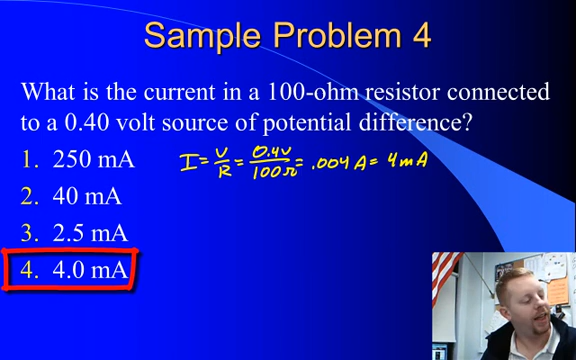 Sample Problem 4
What is the current in a 100-ohm resistor connected
to a 0.40 volt source of potential difference?
1. 250 mA
I = V/R = 0.4V/100Ω = .004 A = 4 mA
2. 40 mA
3. 2.5 mA
4. 4.0 mA